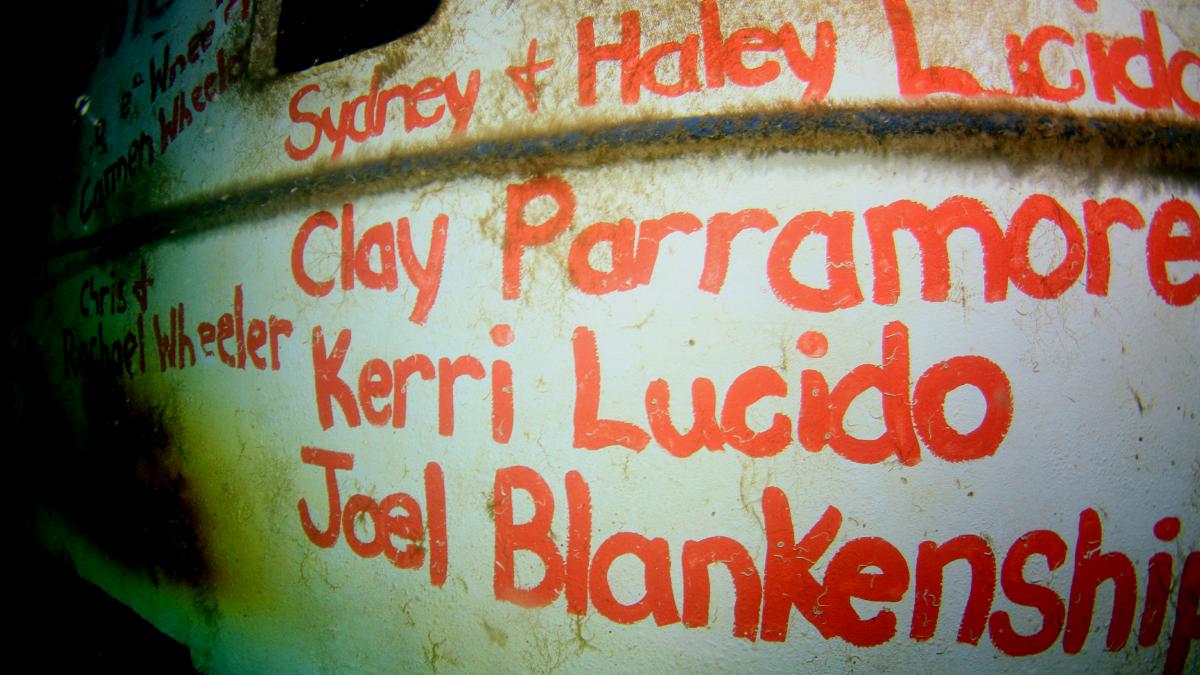 Sydney + Haley Lucido
Clay Parramore
Kerri Lucido
Joel Blankenship
Carmen Wheeler
Chris +
Rachael Wheeler